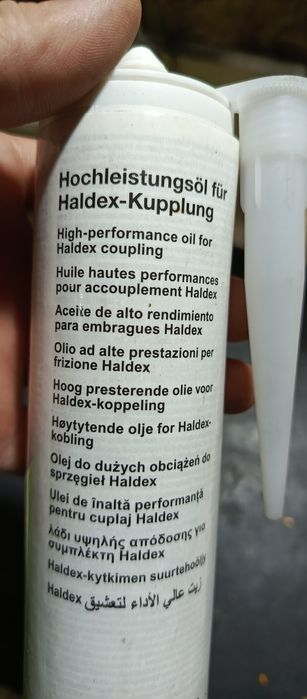 Hochleistungsöl für
Haldex-Kupplung
High-performance oil for
Haldex coupling
Huile hautes performances
pour accouplement Haldex
Aceite de alto rendimiento
para embragues Haldex
Olio ad alte prestazioni per
frizione Haldex
Hoog presterende olie voor
Haldex-koppeling
Høytytende olje for Haldex-
kobling
Olej do dużych obciążeń do
sprzęgieł Haldex
Ulei de înaltă performanță
pentru cuplaj Haldex
λάδι υψηλής απόδοσης για
συμπλέκτη Haldex
Haldex-kytkimen suurtehoöljy
زيت عالي الأداء لتعشيق Haldex